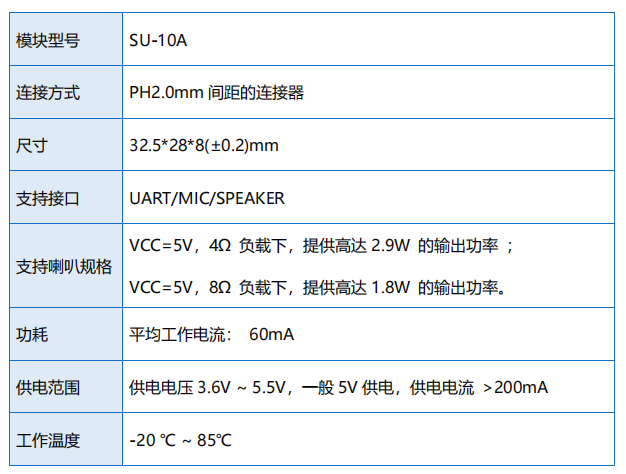 模块型号 SU-10A
连接方式 PH2.0mm 间距的连接器
尺寸 32.5*28*8(±0.2)mm
支持接口 UART/MIC/SPEAKER
支持喇叭规格 VCC=5V，4Ω 负载下，提供高达 2.9W 的输出功率 ；
VCC=5V，8Ω 负载下，提供高达 1.8W 的输出功率。
功耗 平均工作电流： 60mA
供电范围 供电电压 3.6V ~ 5.5V，一般 5V 供电，供电电流 >200mA
工作温度 -20 ℃ ~ 85℃